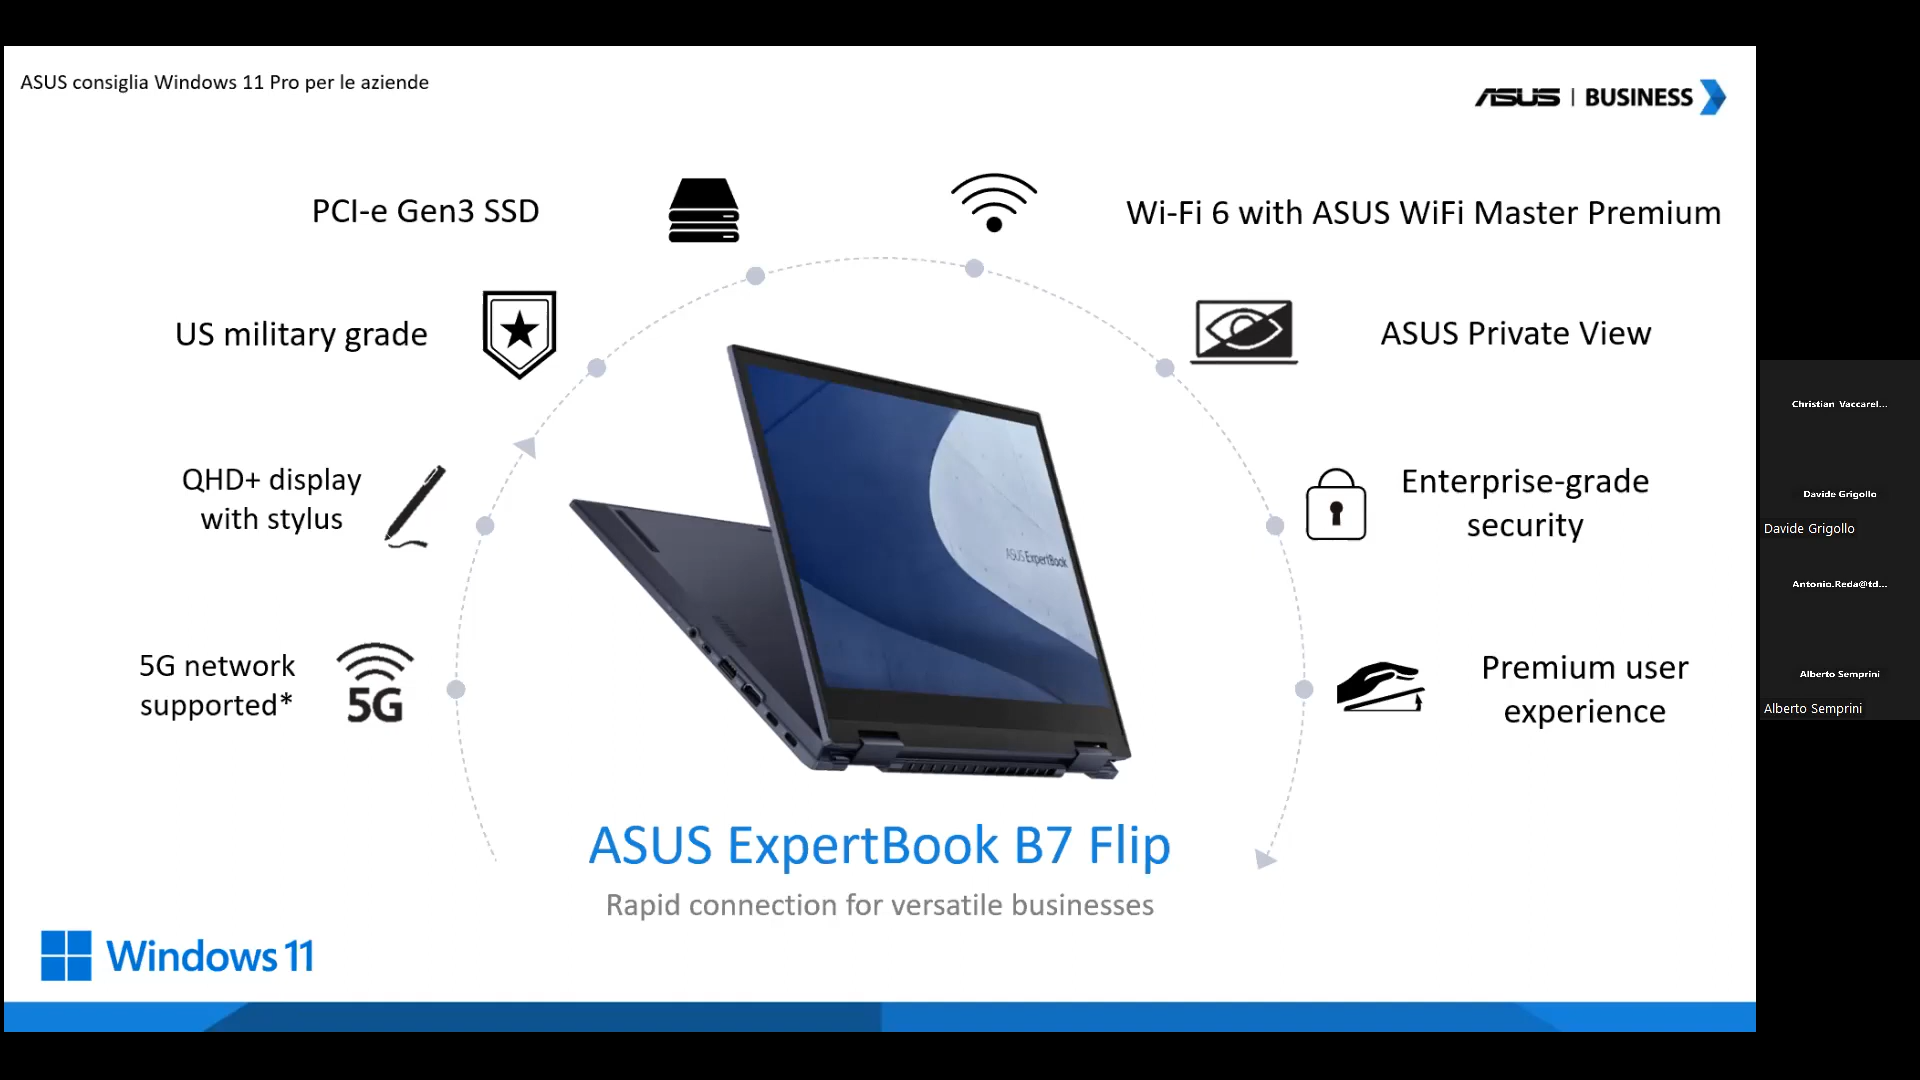 ASUS consiglia Windows 11 Pro per le aziende
ASUS | BUSINESS
PCI-e Gen3 SSD
Wi-Fi 6 with ASUS WiFi Master Premium
US military grade
ASUS Private View
QHD+ display
with stylus
Enterprise-grade
security
5G network
supported*
5G
Premium user
experience
ASUS ExpertBook
ASUS ExpertBook B7 Flip
Rapid connection for versatile businesses
Windows 11
Christian Vaccarel...
Davide Grigollo
Davide Grigollo
Antonio.Reda@td...
Alberto Semprini
Alberto Semprini